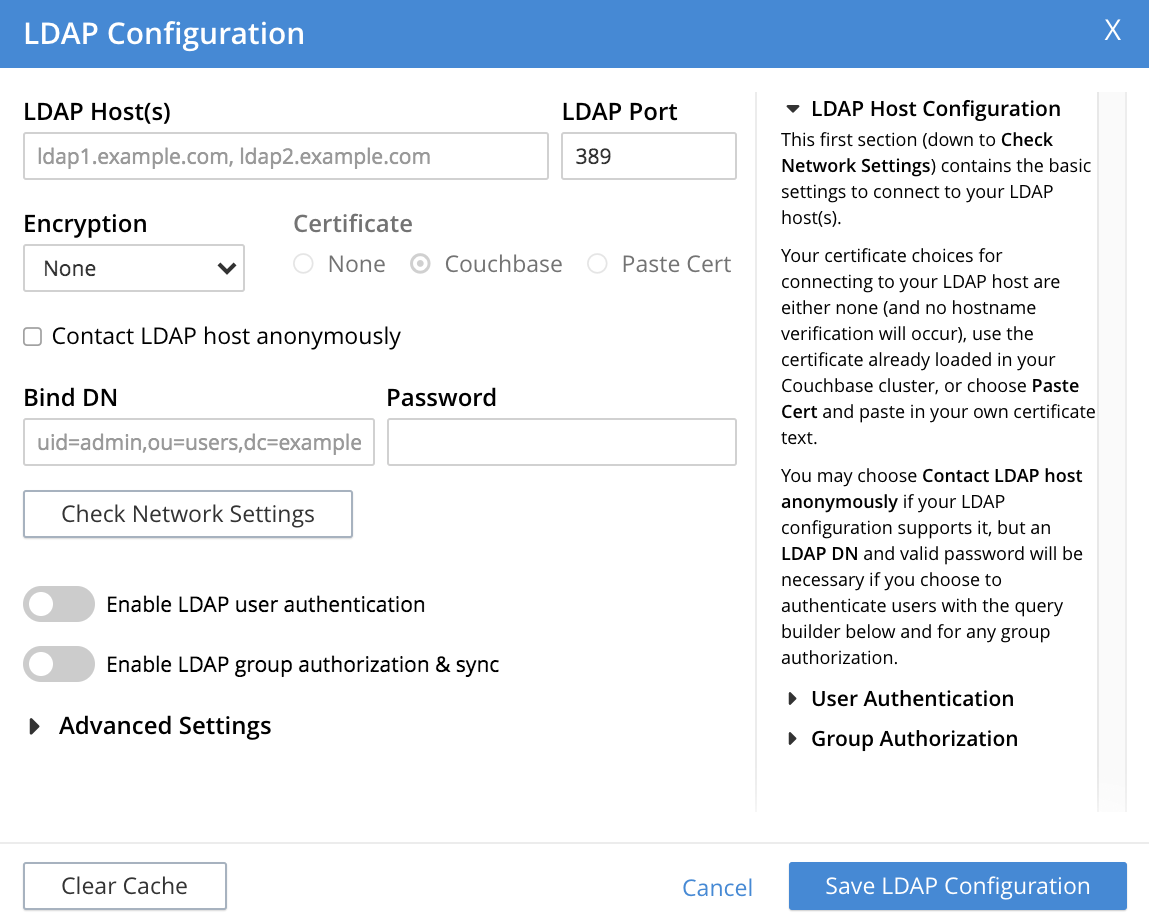 LDAP Configuration
X
LDAP Host(s)
LDAP Port
ldap1.example.com, ldap2.example.com
389
Encryption
Certificate
None
None
Couchbase
Paste Cert
Contact LDAP host anonymously
Bind DN
Password
uid=admin,ou=users,dc=example
Check Network Settings
Enable LDAP user authentication
Enable LDAP group authorization & sync
Advanced Settings
LDAP Host Configuration
This first section (down to Check
Network Settings) contains the basic
settings to connect to your LDAP
host(s).
Your certificate choices for
connecting to your LDAP host are
either none (and no hostname
verification will occur), use the
certificate already loaded in your
Couchbase cluster, or choose Paste
Cert and paste in your own certificate
text.
You may choose Contact LDAP host
anonymously if your LDAP
configuration supports it, but an
LDAP DN and valid password will be
necessary if you choose to
authenticate users with the query
builder below and for any group
authorization.
User Authentication
Group Authorization
Clear Cache
Cancel
Save LDAP Configuration